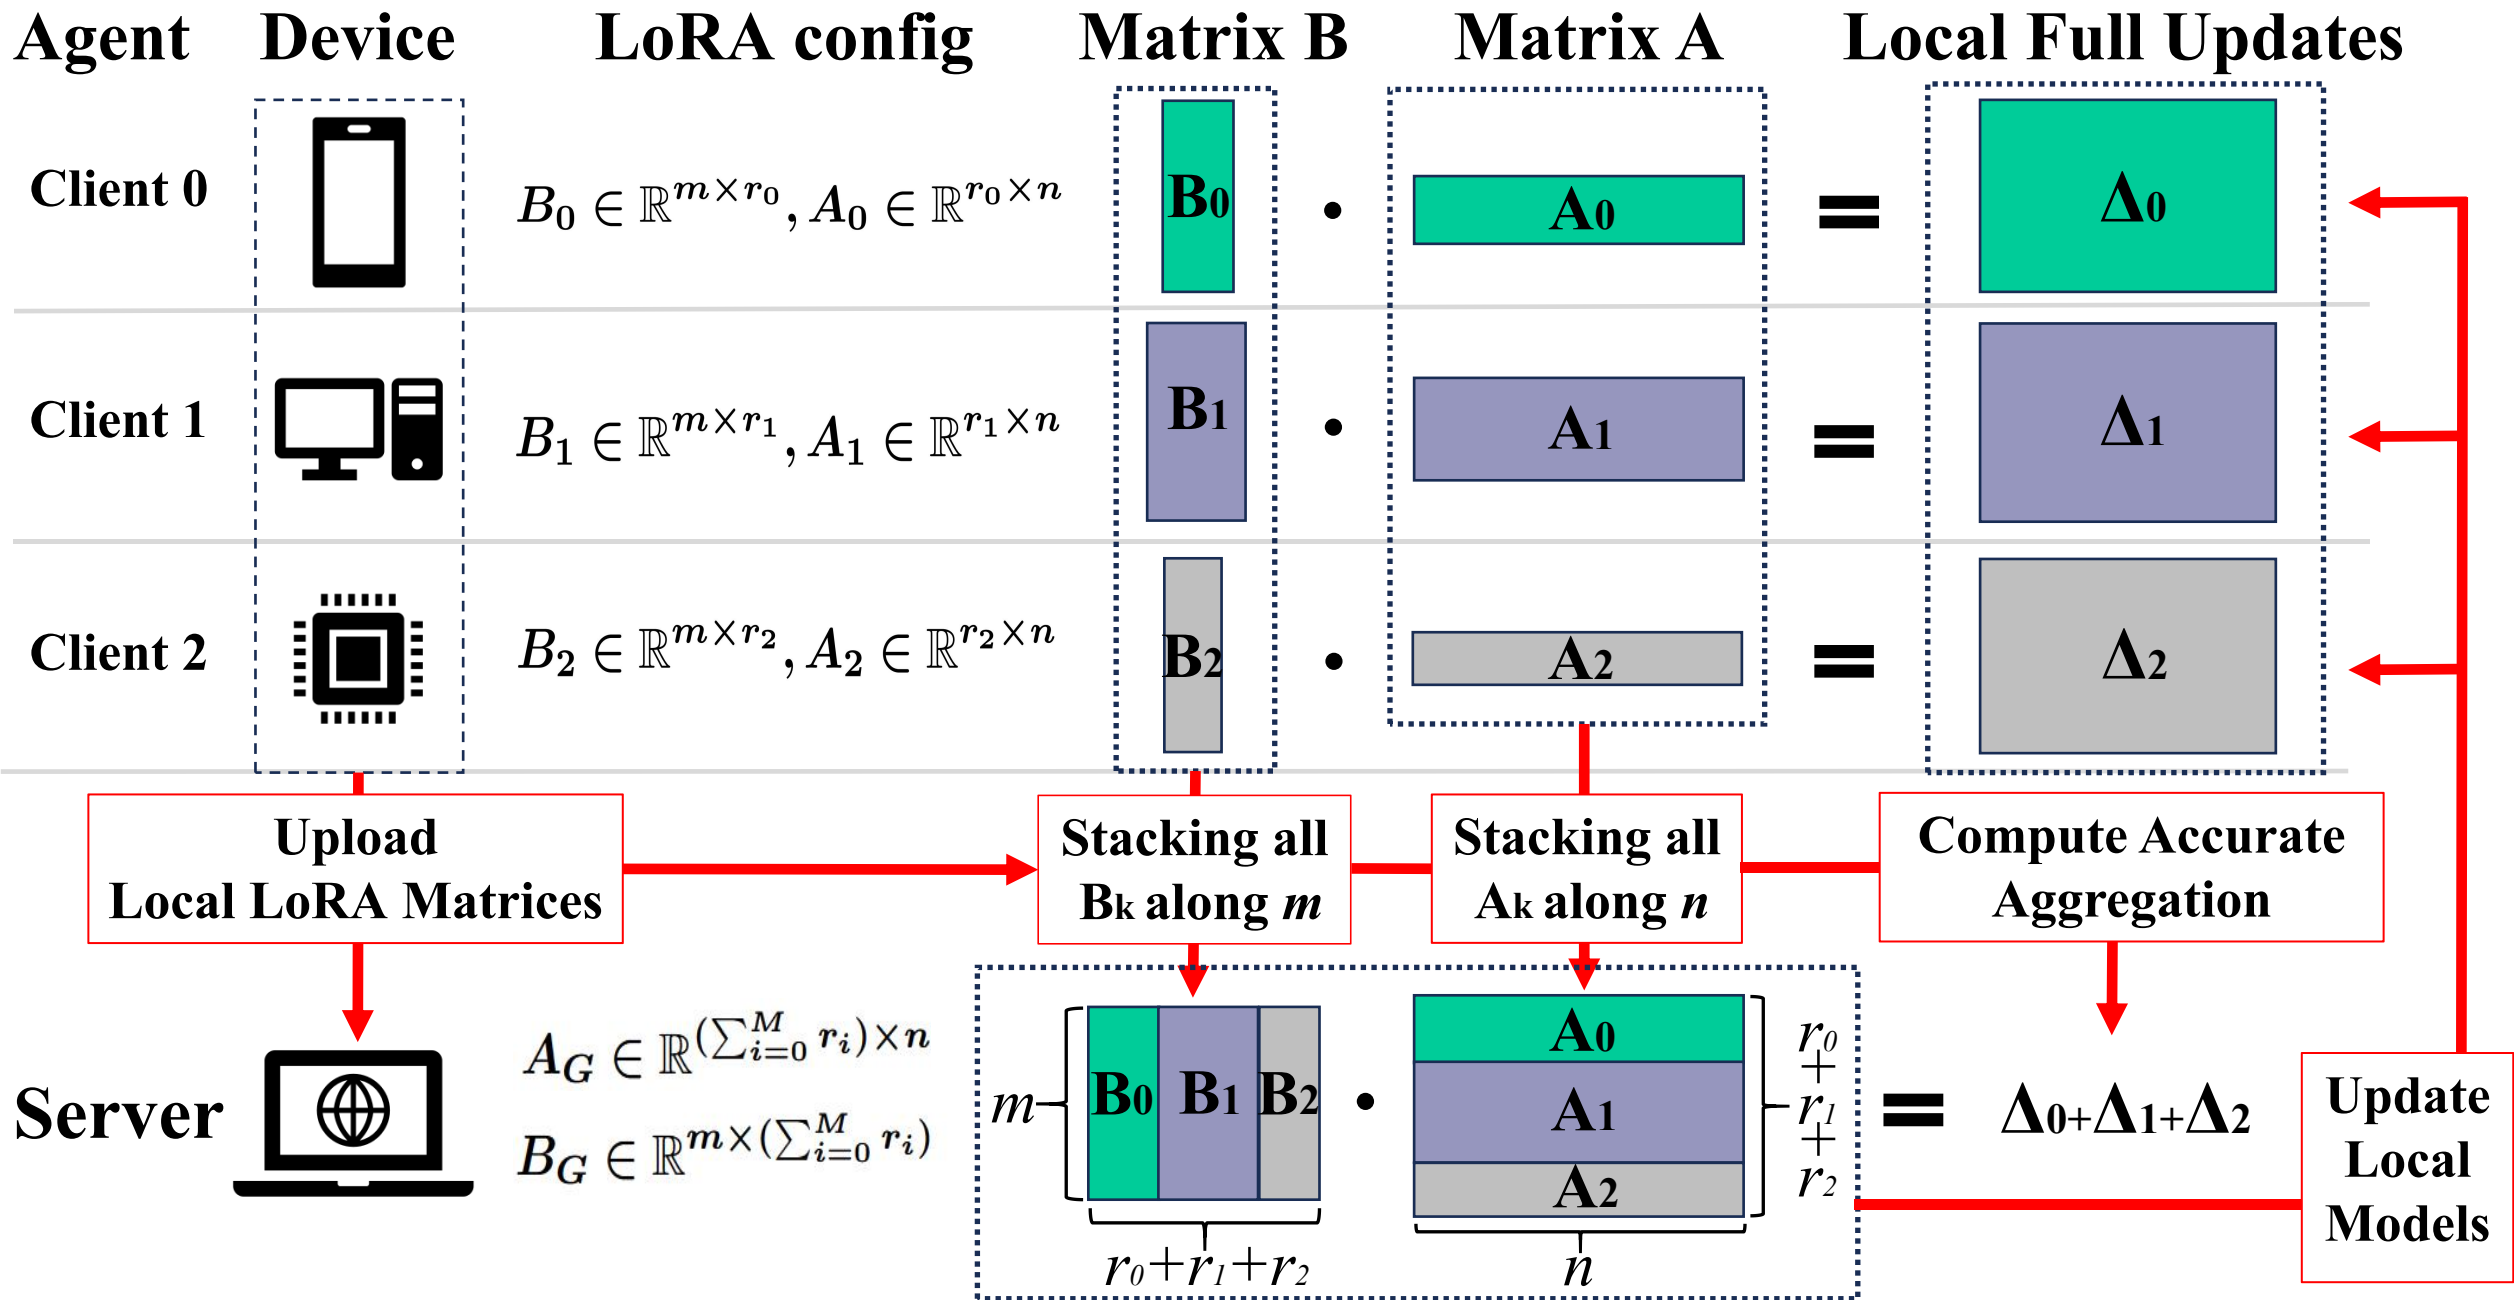 Agent Device LoRA config Matrix B Matrix A Local Full Updates
Client 0 B₀ ∈ ℝ^{m×r₀}, A₀ ∈ ℝ^{r₀×n} B₀ · A₀ = Δ₀
Client 1 B₁ ∈ ℝ^{m×r₁}, A₁ ∈ ℝ^{r₁×n} B₁ · A₁ = Δ₁
Client 2 B₂ ∈ ℝ^{m×r₂}, A₂ ∈ ℝ^{r₂×n} B₂ · A₂ = Δ₂
Upload
Local LoRA Matrices
Stacking all
Bk along m
Stacking all
Ak along n
Compute Accurate
Aggregation
Server
A_G ∈ ℝ^{(∑_{i=0}^{M} r_i)×n}
B_G ∈ ℝ^{m×(∑_{i=0}^{M} r_i)}
m
B₀ B₁ B₂
r₀+r₁+r₂
·
A₀
A₁
A₂
n
r₀
+
r₁
+
r₂
= Δ₀+Δ₁+Δ₂
Update
Local
Models